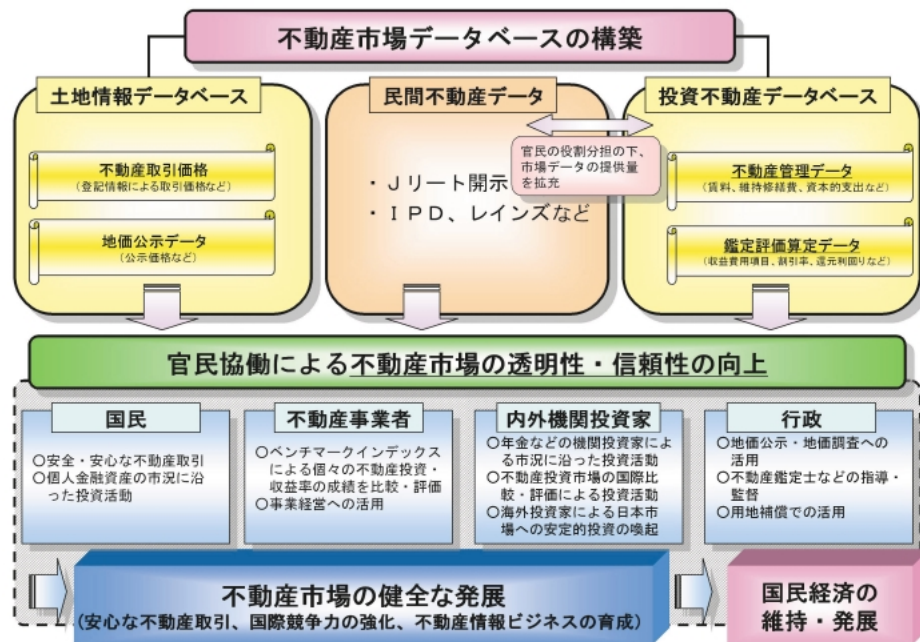 不動産市場データベースの構築
土地情報データベース
不動産取引価格
(登記情報による取引価格など)
地価公示データ
(公示価格など)
民間不動産データ
・Jリート開示
・IPD、レインズなど
官民の役割分担の下、
市場データの提供量
を拡充
投資不動産データベース
不動産管理データ
(賃料、維持修繕費、資本的支出など)
鑑定評価算定データ
(収益費用項目、割引率、還元利回りなど)
官民協働による不動産市場の透明性・信頼性の向上
国民
○安全・安心な不動産取引
○個人金融資産の市況に沿
った投資活動
不動産事業者
○ベンチマークインデックス
による個々の不動産投資・
収益率の成績を比較・評価
○事業経営への活用
内外機関投資家
○年金などの機関投資家によ
る市況に沿った投資活動
○不動産投資市場の国際比
較・評価による投資活動
○海外投資家による日本市
場への安定的投資の喚起
行政
○地価公示・地価調査への
活用
○不動産鑑定士などの指導・
監督
○用地補償での活用
不動産市場の健全な発展
(安心な不動産取引、国際競争力の強化、不動産情報ビジネスの育成)
国民経済の
維持・発展